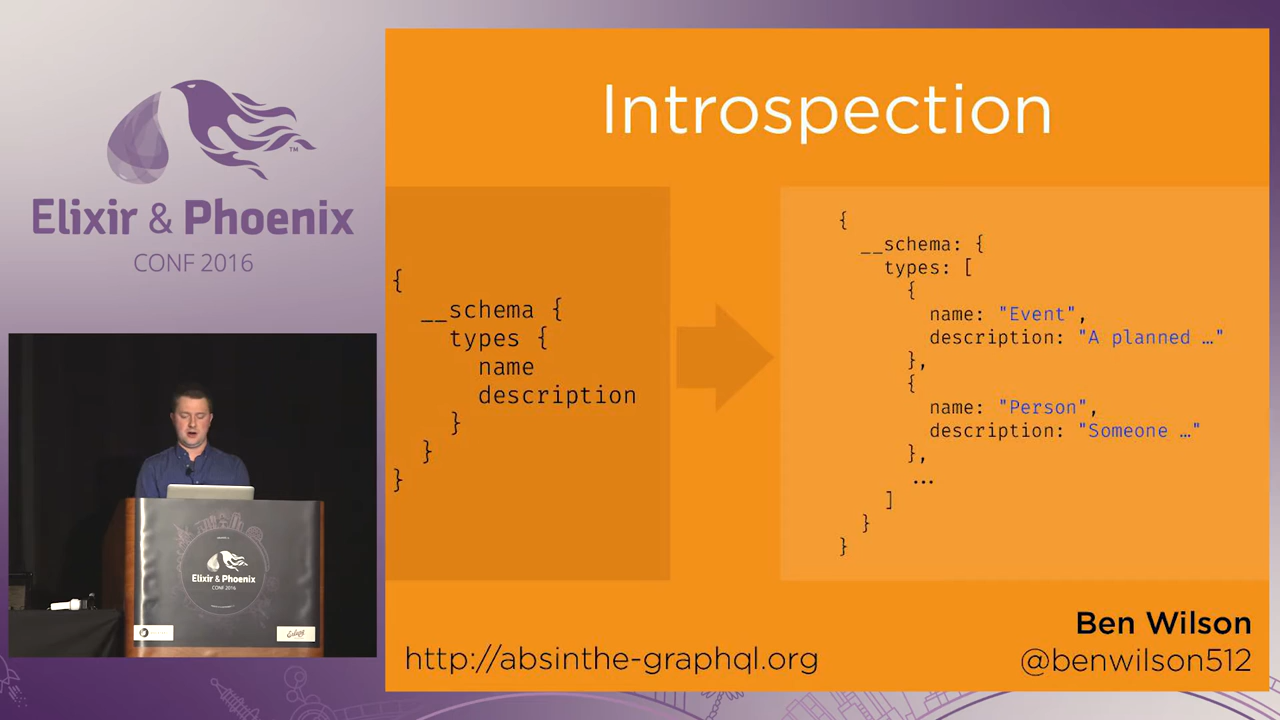 Elixir & Phoenix
CONF 2016
TM
Introspection
{
__schema {
types {
name
description
}
}
}
{
__schema: {
types: [
{
name: "Event",
description: "A planned …"
},
{
name: "Person",
description: "Someone …"
},
...
]
}
}
http://absinthe-graphql.org
Ben Wilson
@benwilson512
Elixir & Phoenix
CONF 2016